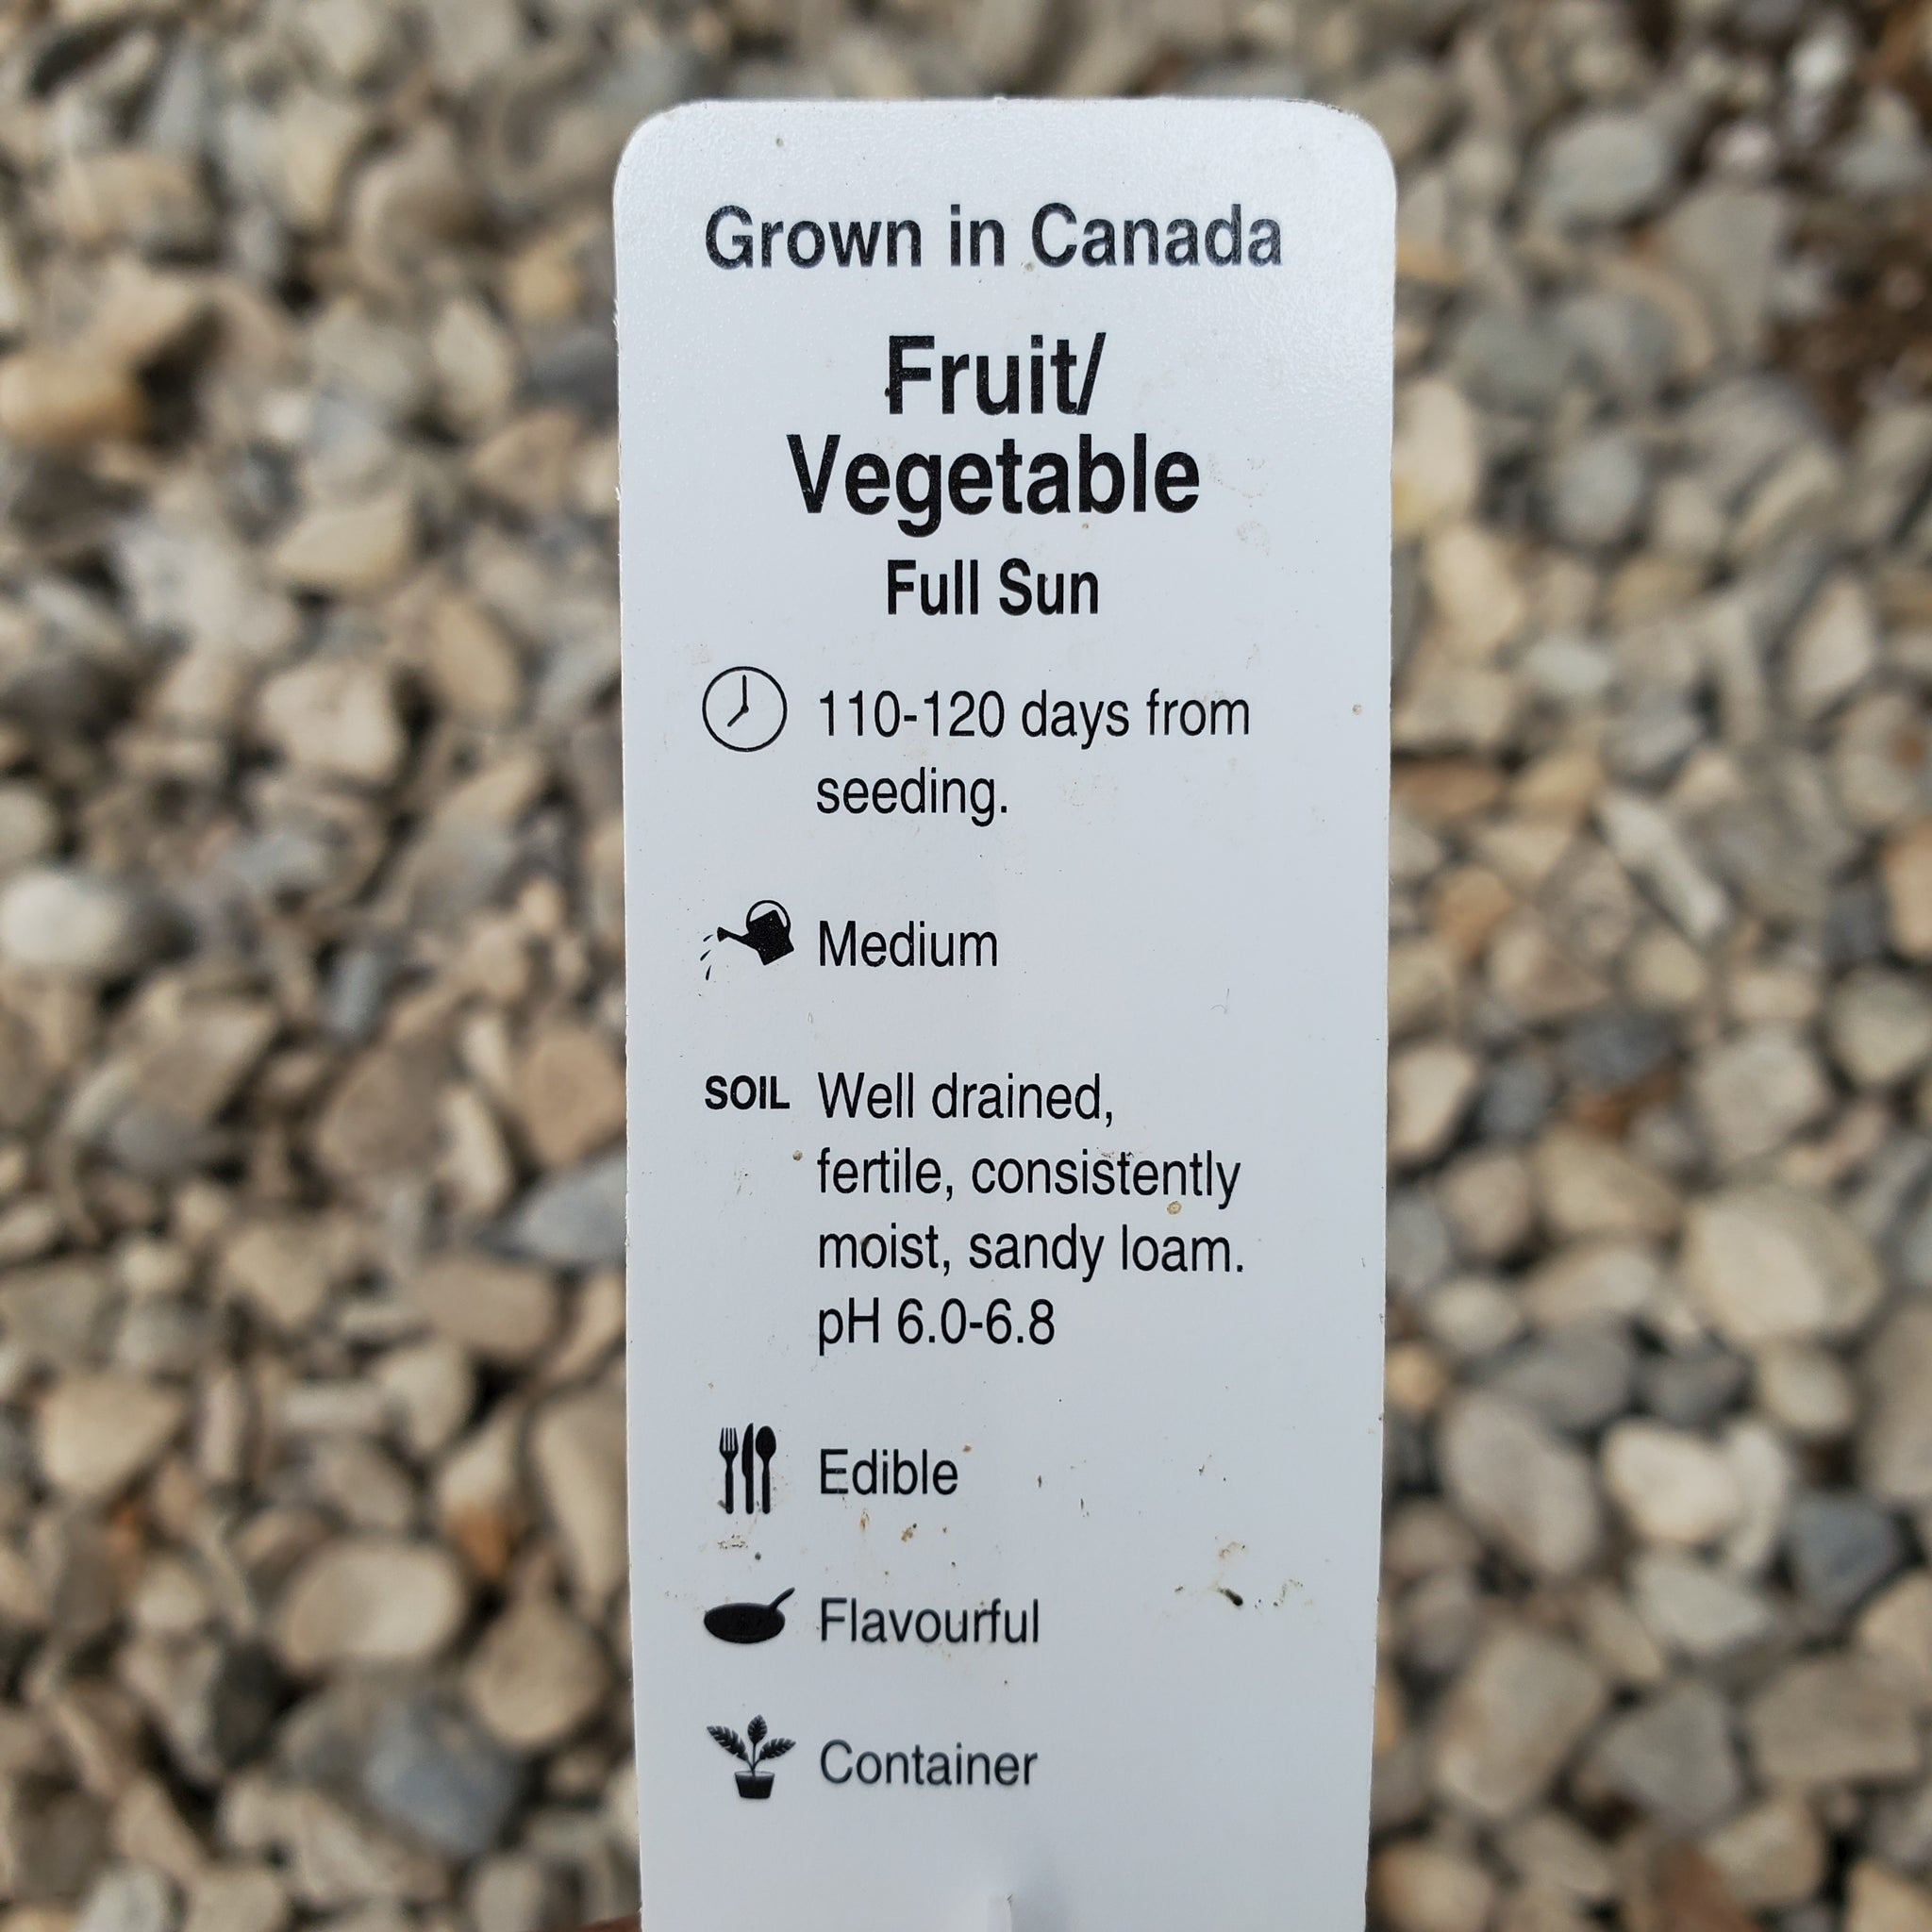 Grown in Canada
Fruit/
Vegetable
Full Sun
110-120 days from
seeding.
Medium
SOIL Well drained,
fertile, consistently
moist, sandy loam.
pH 6.0-6.8
Edible
Flavourful
Container